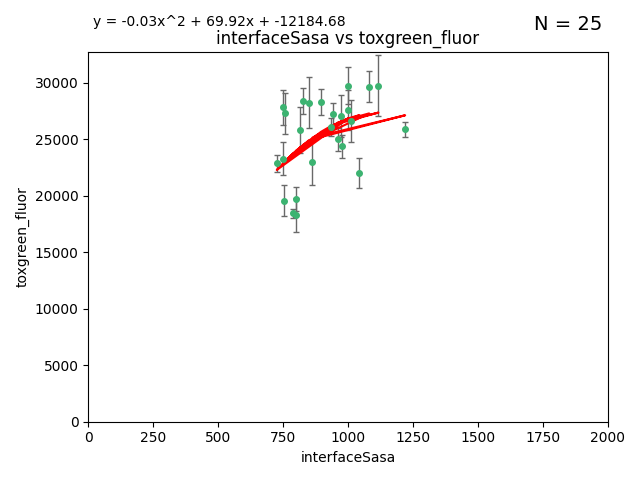 y = -0.03x^2 + 69.92x + -12184.68
N = 25
interfaceSasa vs toxgreen_fluor
30000
25000
20000
15000
10000
5000
0
toxgreen_fluor
0 250 500 750 1000 1250 1500 1750 2000
interfaceSasa